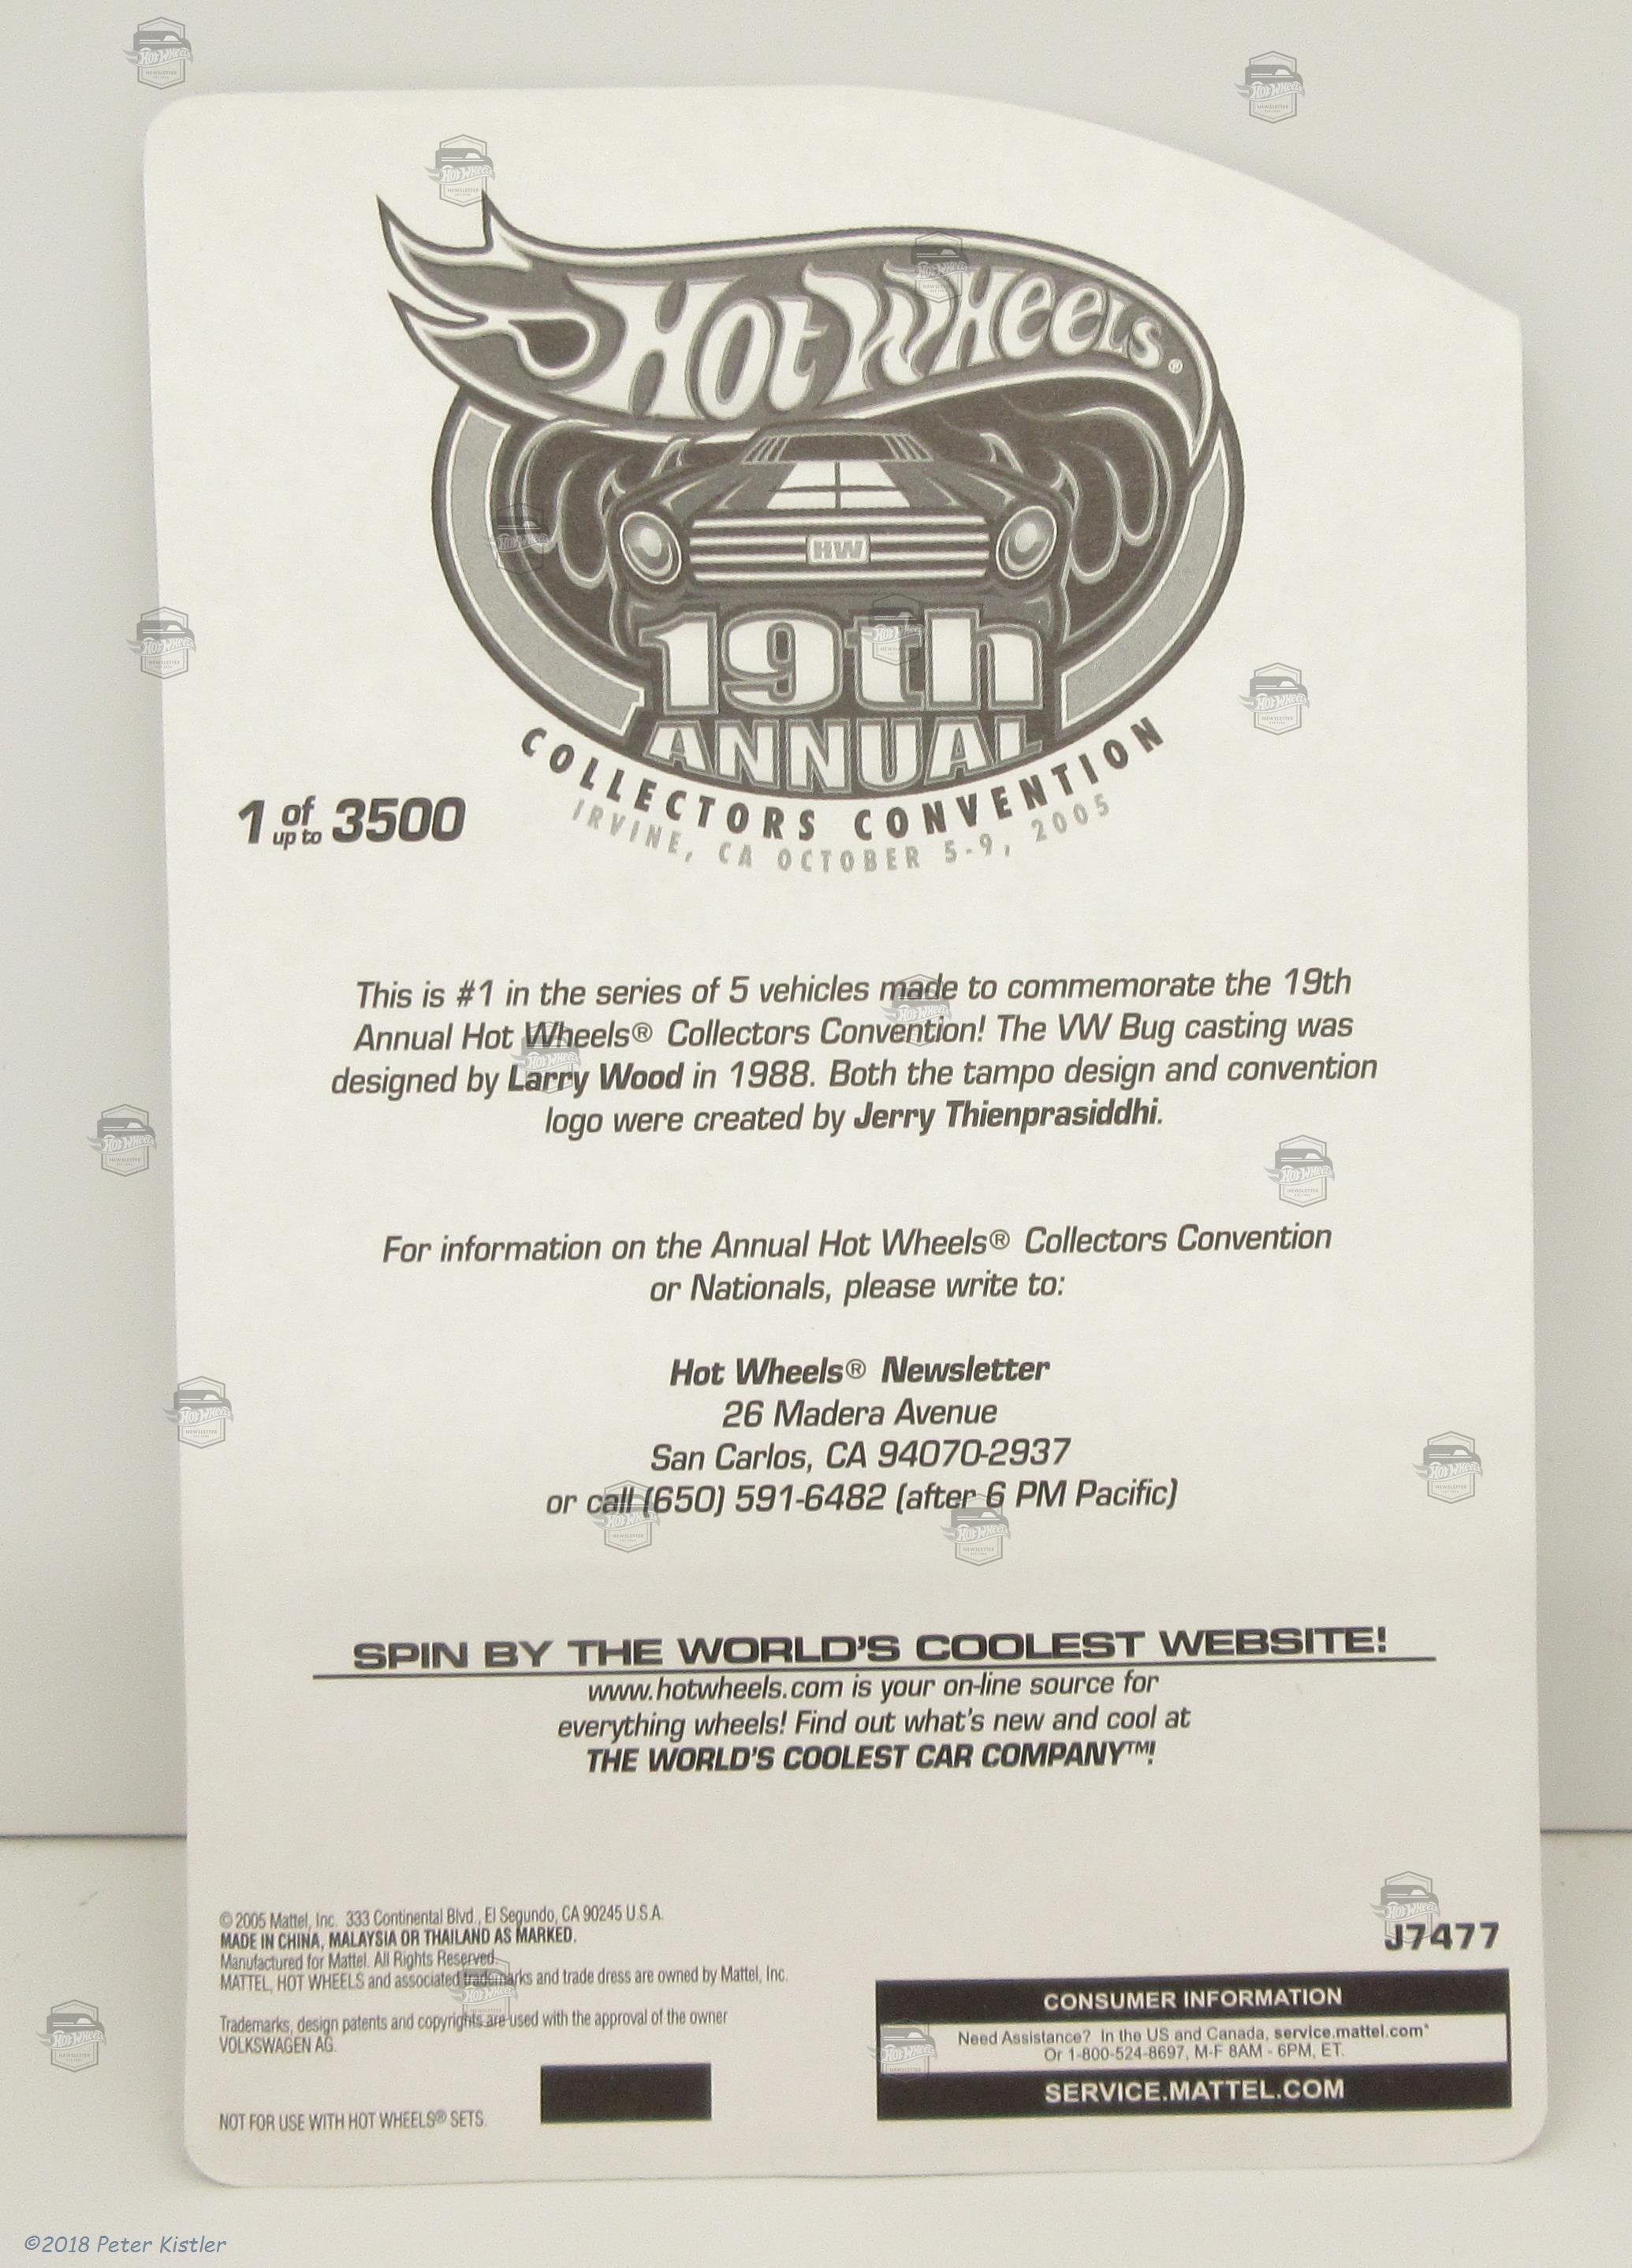 HOT WHEELS®
HW
19th
ANNUAL
COLLECTORS CONVENTION
IRVINE, CA OCTOBER 5-9, 2005
1 of up to 3500
This is #1 in the series of 5 vehicles made to commemorate the 19th
Annual Hot Wheels® Collectors Convention! The VW Bug casting was
designed by Larry Wood in 1988. Both the tampo design and convention
logo were created by Jerry Thienprasiddhi.
For information on the Annual Hot Wheels® Collectors Convention
or Nationals, please write to:
Hot Wheels® Newsletter
26 Madera Avenue
San Carlos, CA 94070-2937
or call (650) 591-6482 (after 6 PM Pacific)
SPIN BY THE WORLD'S COOLEST WEBSITE!
www.hotwheels.com is your on-line source for
everything wheels! Find out what's new and cool at
THE WORLD'S COOLEST CAR COMPANY™!
© 2005 Mattel, Inc. 333 Continental Blvd., El Segundo, CA 90245 U.S.A.
MADE IN CHINA, MALAYSIA OR THAILAND AS MARKED.
Manufactured for Mattel. All Rights Reserved.
MATTEL, HOT WHEELS and associated trademarks and trade dress are owned by Mattel, Inc.
Trademarks, design patents and copyrights are used with the approval of the owner
VOLKSWAGEN AG.
NOT FOR USE WITH HOT WHEELS® SETS.
J7477
CONSUMER INFORMATION
Need Assistance? In the US and Canada, service.mattel.com*
Or 1-800-524-8697, M-F 8AM - 6PM, ET.
SERVICE.MATTEL.COM
©2018 Peter Kistler